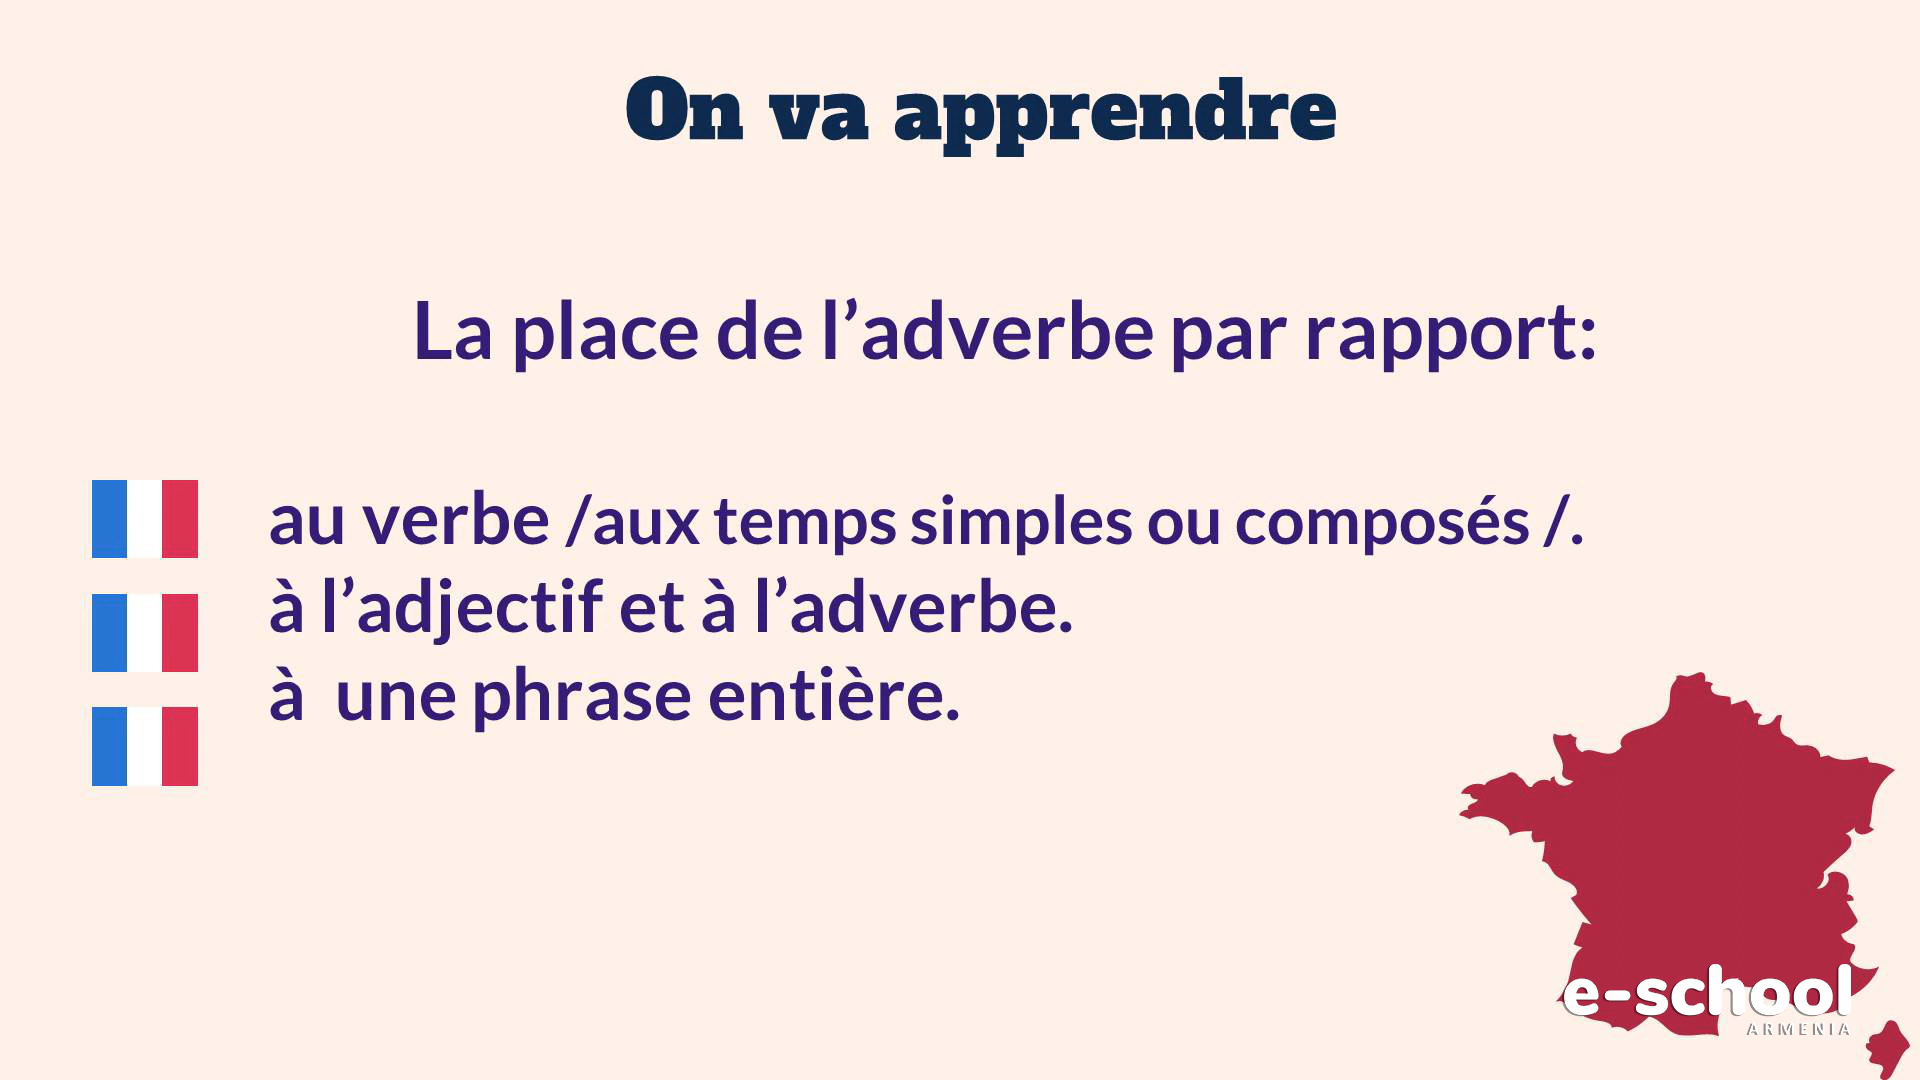 On va apprendre
La place de l’adverbe par rapport:
au verbe /aux temps simples ou composés /.
à l’adjectif et à l’adverbe.
à  une phrase entière.
e-school
ARMENIA